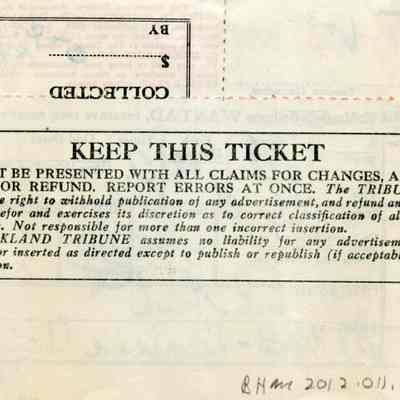 COLLECTED
$
BY
KEEP THIS TICKET
T BE PRESENTED WITH ALL CLAIMS FOR CHANGES, A
OR REFUND. REPORT ERRORS AT ONCE. The TRIBU
e right to withhold publication of any advertisement, and refund an
efor and exercises its discretion as to correct classification of al
. Not responsible for more than one incorrect insertion.
KLAND TRIBUNE assumes no liability for any advertisem
or inserted as directed except to publish or republish (if acceptabl
on.
BHM 2012.011.